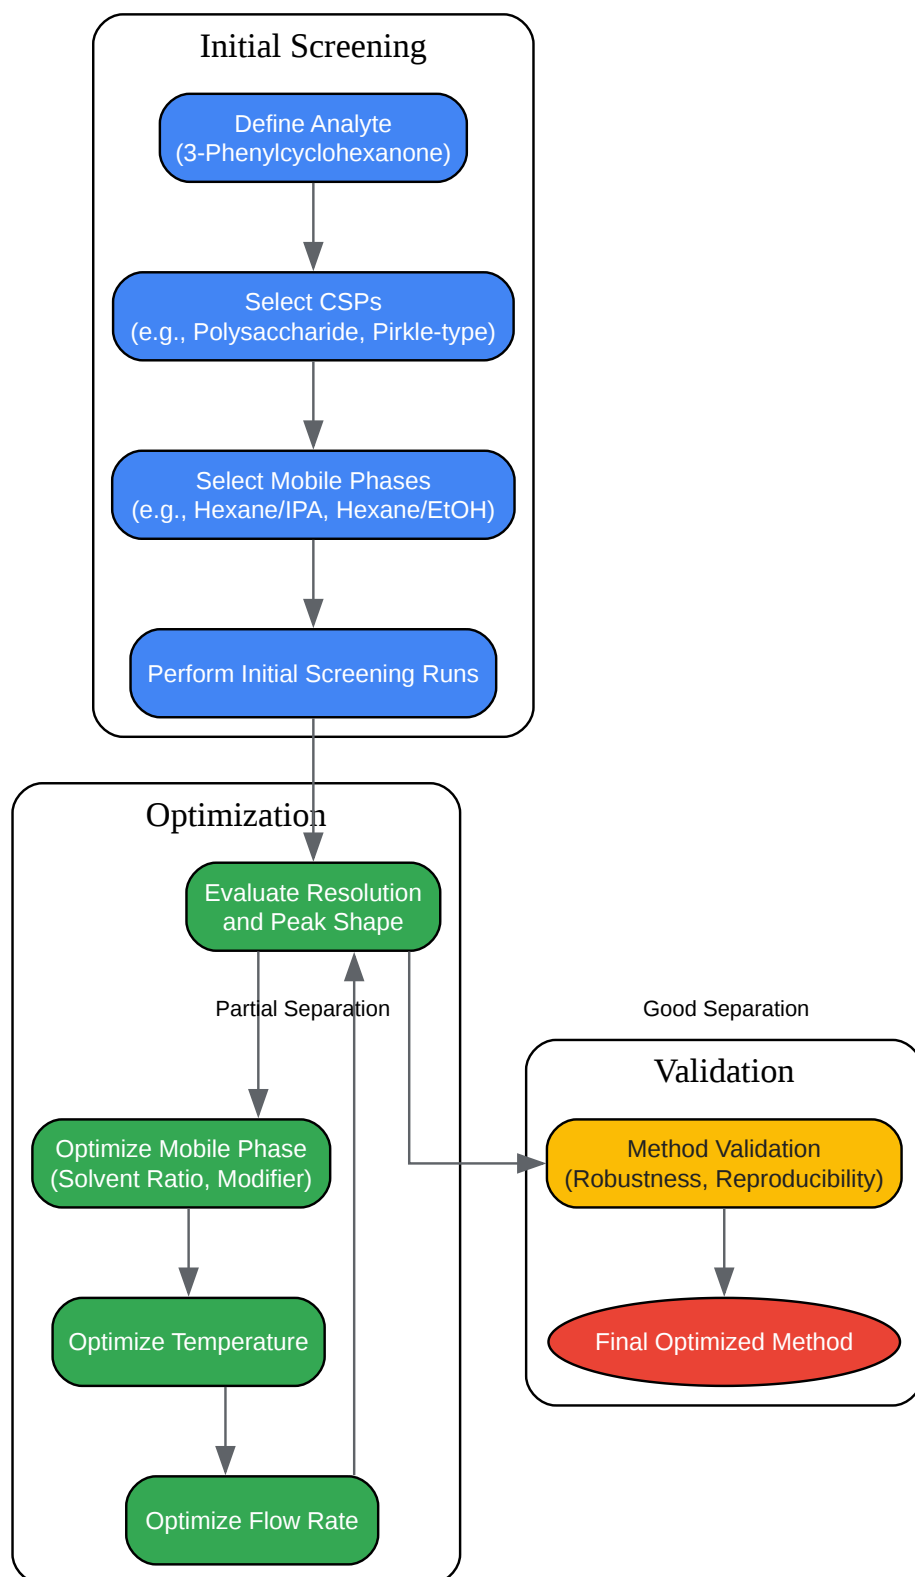 Initial Screening
Define Analyte
(3-Phenylcyclohexanone)
Select CSPs
(e.g., Polysaccharide, Pirkle-type)
Select Mobile Phases
(e.g., Hexane/IPA, Hexane/EtOH)
Perform Initial Screening Runs
Optimization
Evaluate Resolution
and Peak Shape
Partial Separation
Good Separation
Validation
Optimize Mobile Phase
(Solvent Ratio, Modifier)
Method Validation
(Robustness, Reproducibility)
Optimize Temperature
Final Optimized Method
Optimize Flow Rate